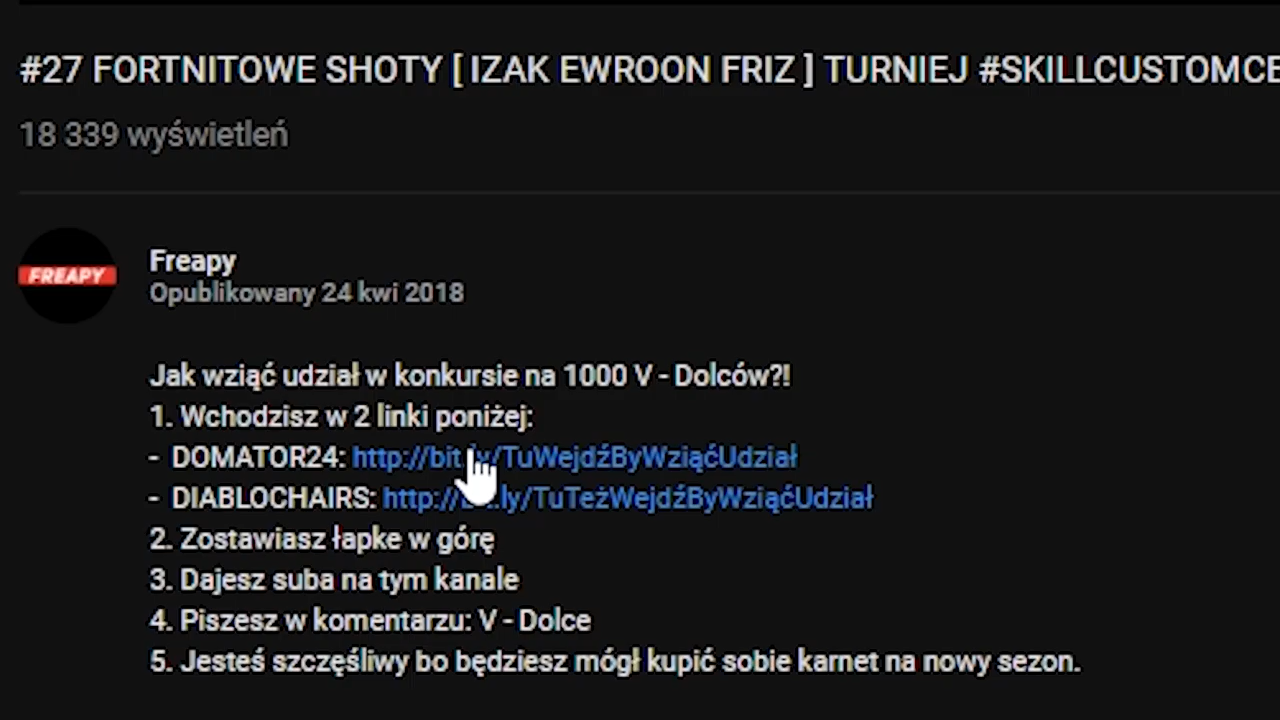 #27 FORTNITOWE SHOTY [ IZAK EWROON FRIZ ] TURNIEJ #SKILLCUSTOMCE
18 339 wyświetleń
FREAPY
Freapy
Opublikowany 24 kwi 2018
Jak wziąć udział w konkursie na 1000 V - Dolców?!
1. Wchodzisz w 2 linki poniżej:
- DOMATOR24: http://bit.ly/TuWejdźByWziąćUdział
- DIABLOCHAIRS: http://bit.ly/TuTeżWejdźByWziąćUdział
2. Zostawiasz łapke w górę
3. Dajesz suba na tym kanale
4. Piszesz w komentarzu: V - Dolce
5. Jesteś szczęśliwy bo będziesz mógł kupić sobie karnet na nowy sezon.